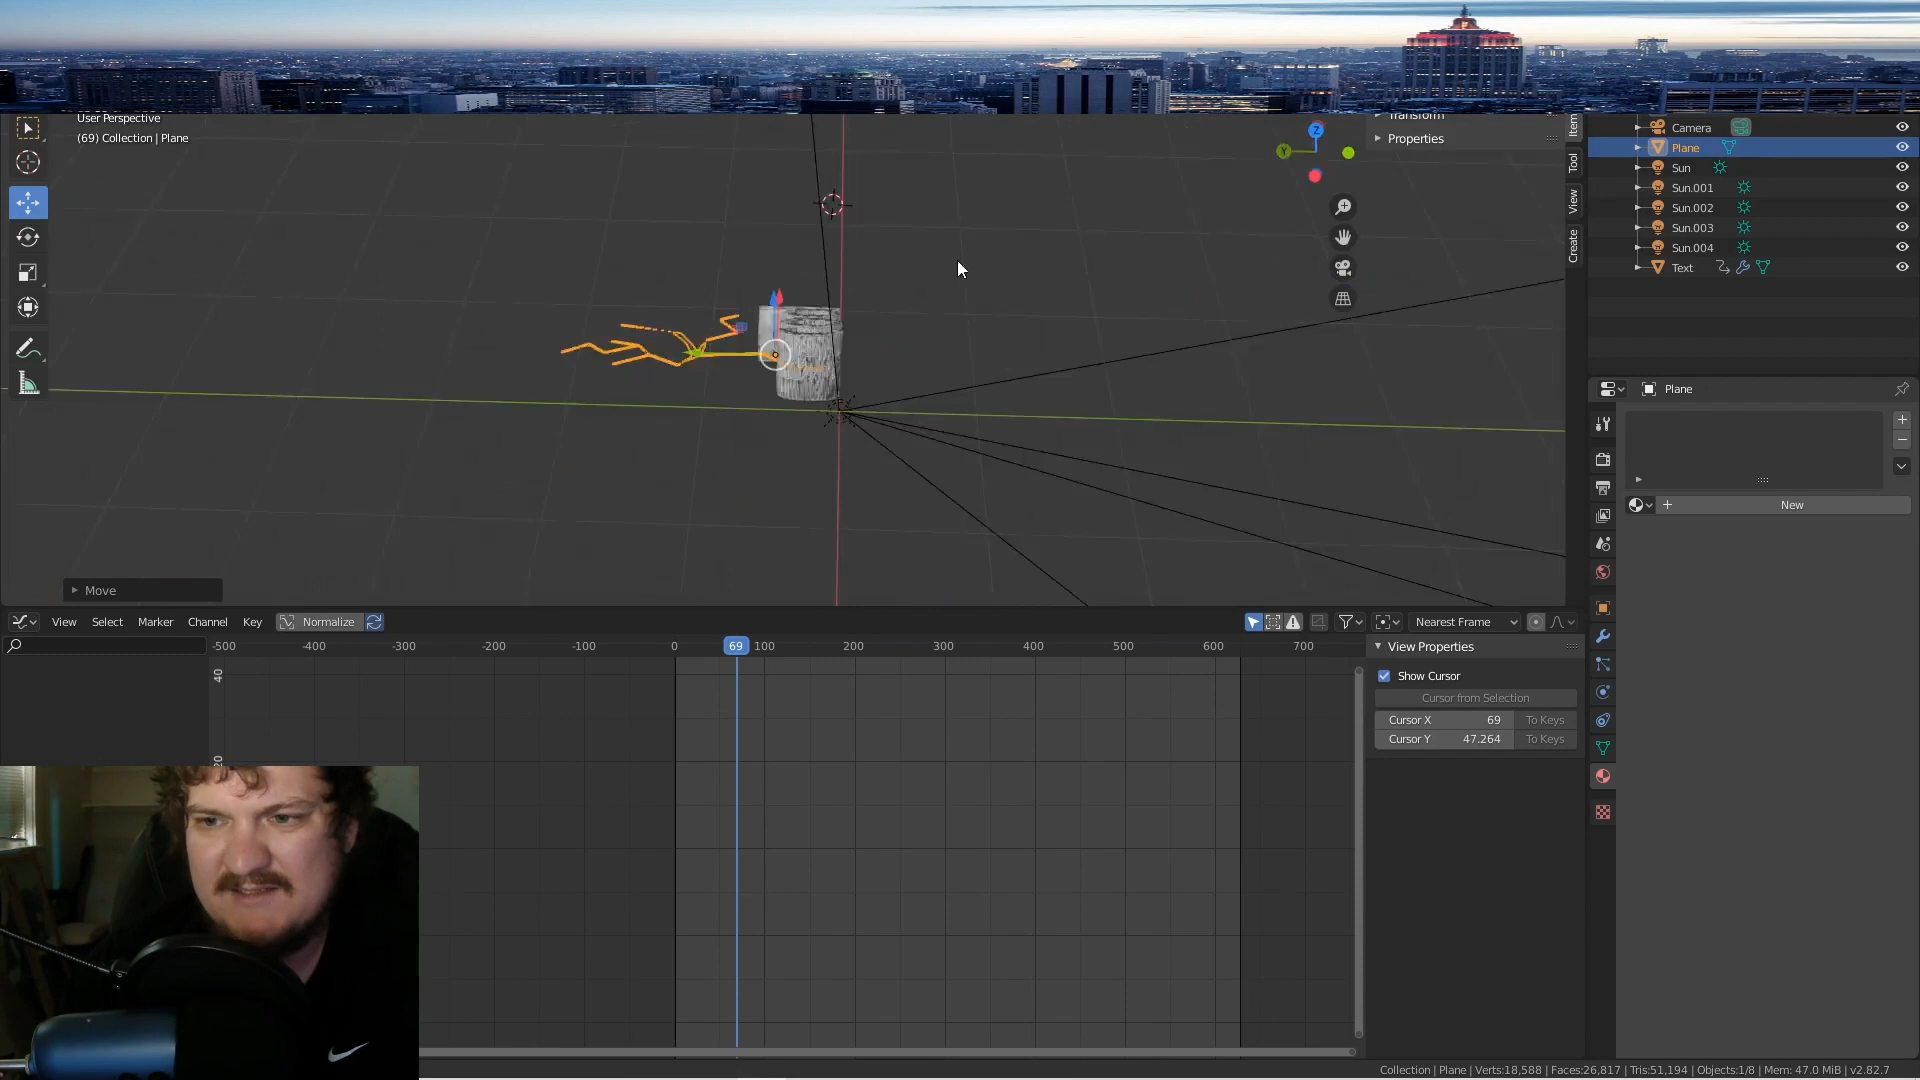 User Perspective
(69) Collection | Plane
Transform
Properties
Item
Tool
View
Create
Z
Y
Camera
Plane
Sun
Sun.001
Sun.002
Sun.003
Sun.004
Text
Plane
New
Move
View Select Marker Channel Key Normalize Nearest Frame
-500 -400 -300 -200 -100 0 69 100 200 300 400 500 600 700
40
20
View Properties
Show Cursor
Cursor from Selection
Cursor X 69 To Keys
Cursor Y 47.264 To Keys
Collection | Plane | Verts:18,588 | Faces:26,817 | Tris:51,194 | Objects:1/8 | Mem: 47.0 MiB | v2.82.7